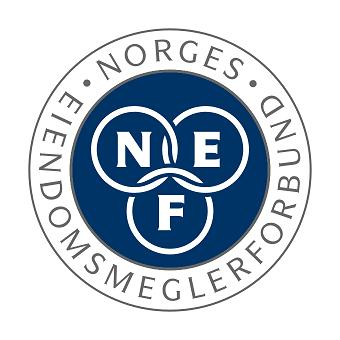 · NORGES ·
EIENDOMSMEGLERFORBUND
N E
F